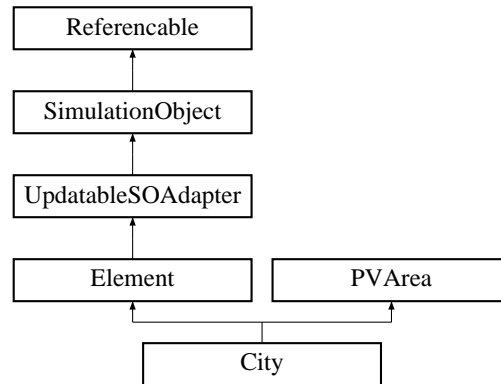 Referencable
SimulationObject
UpdatableSOAdapter
Element
PVArea
City